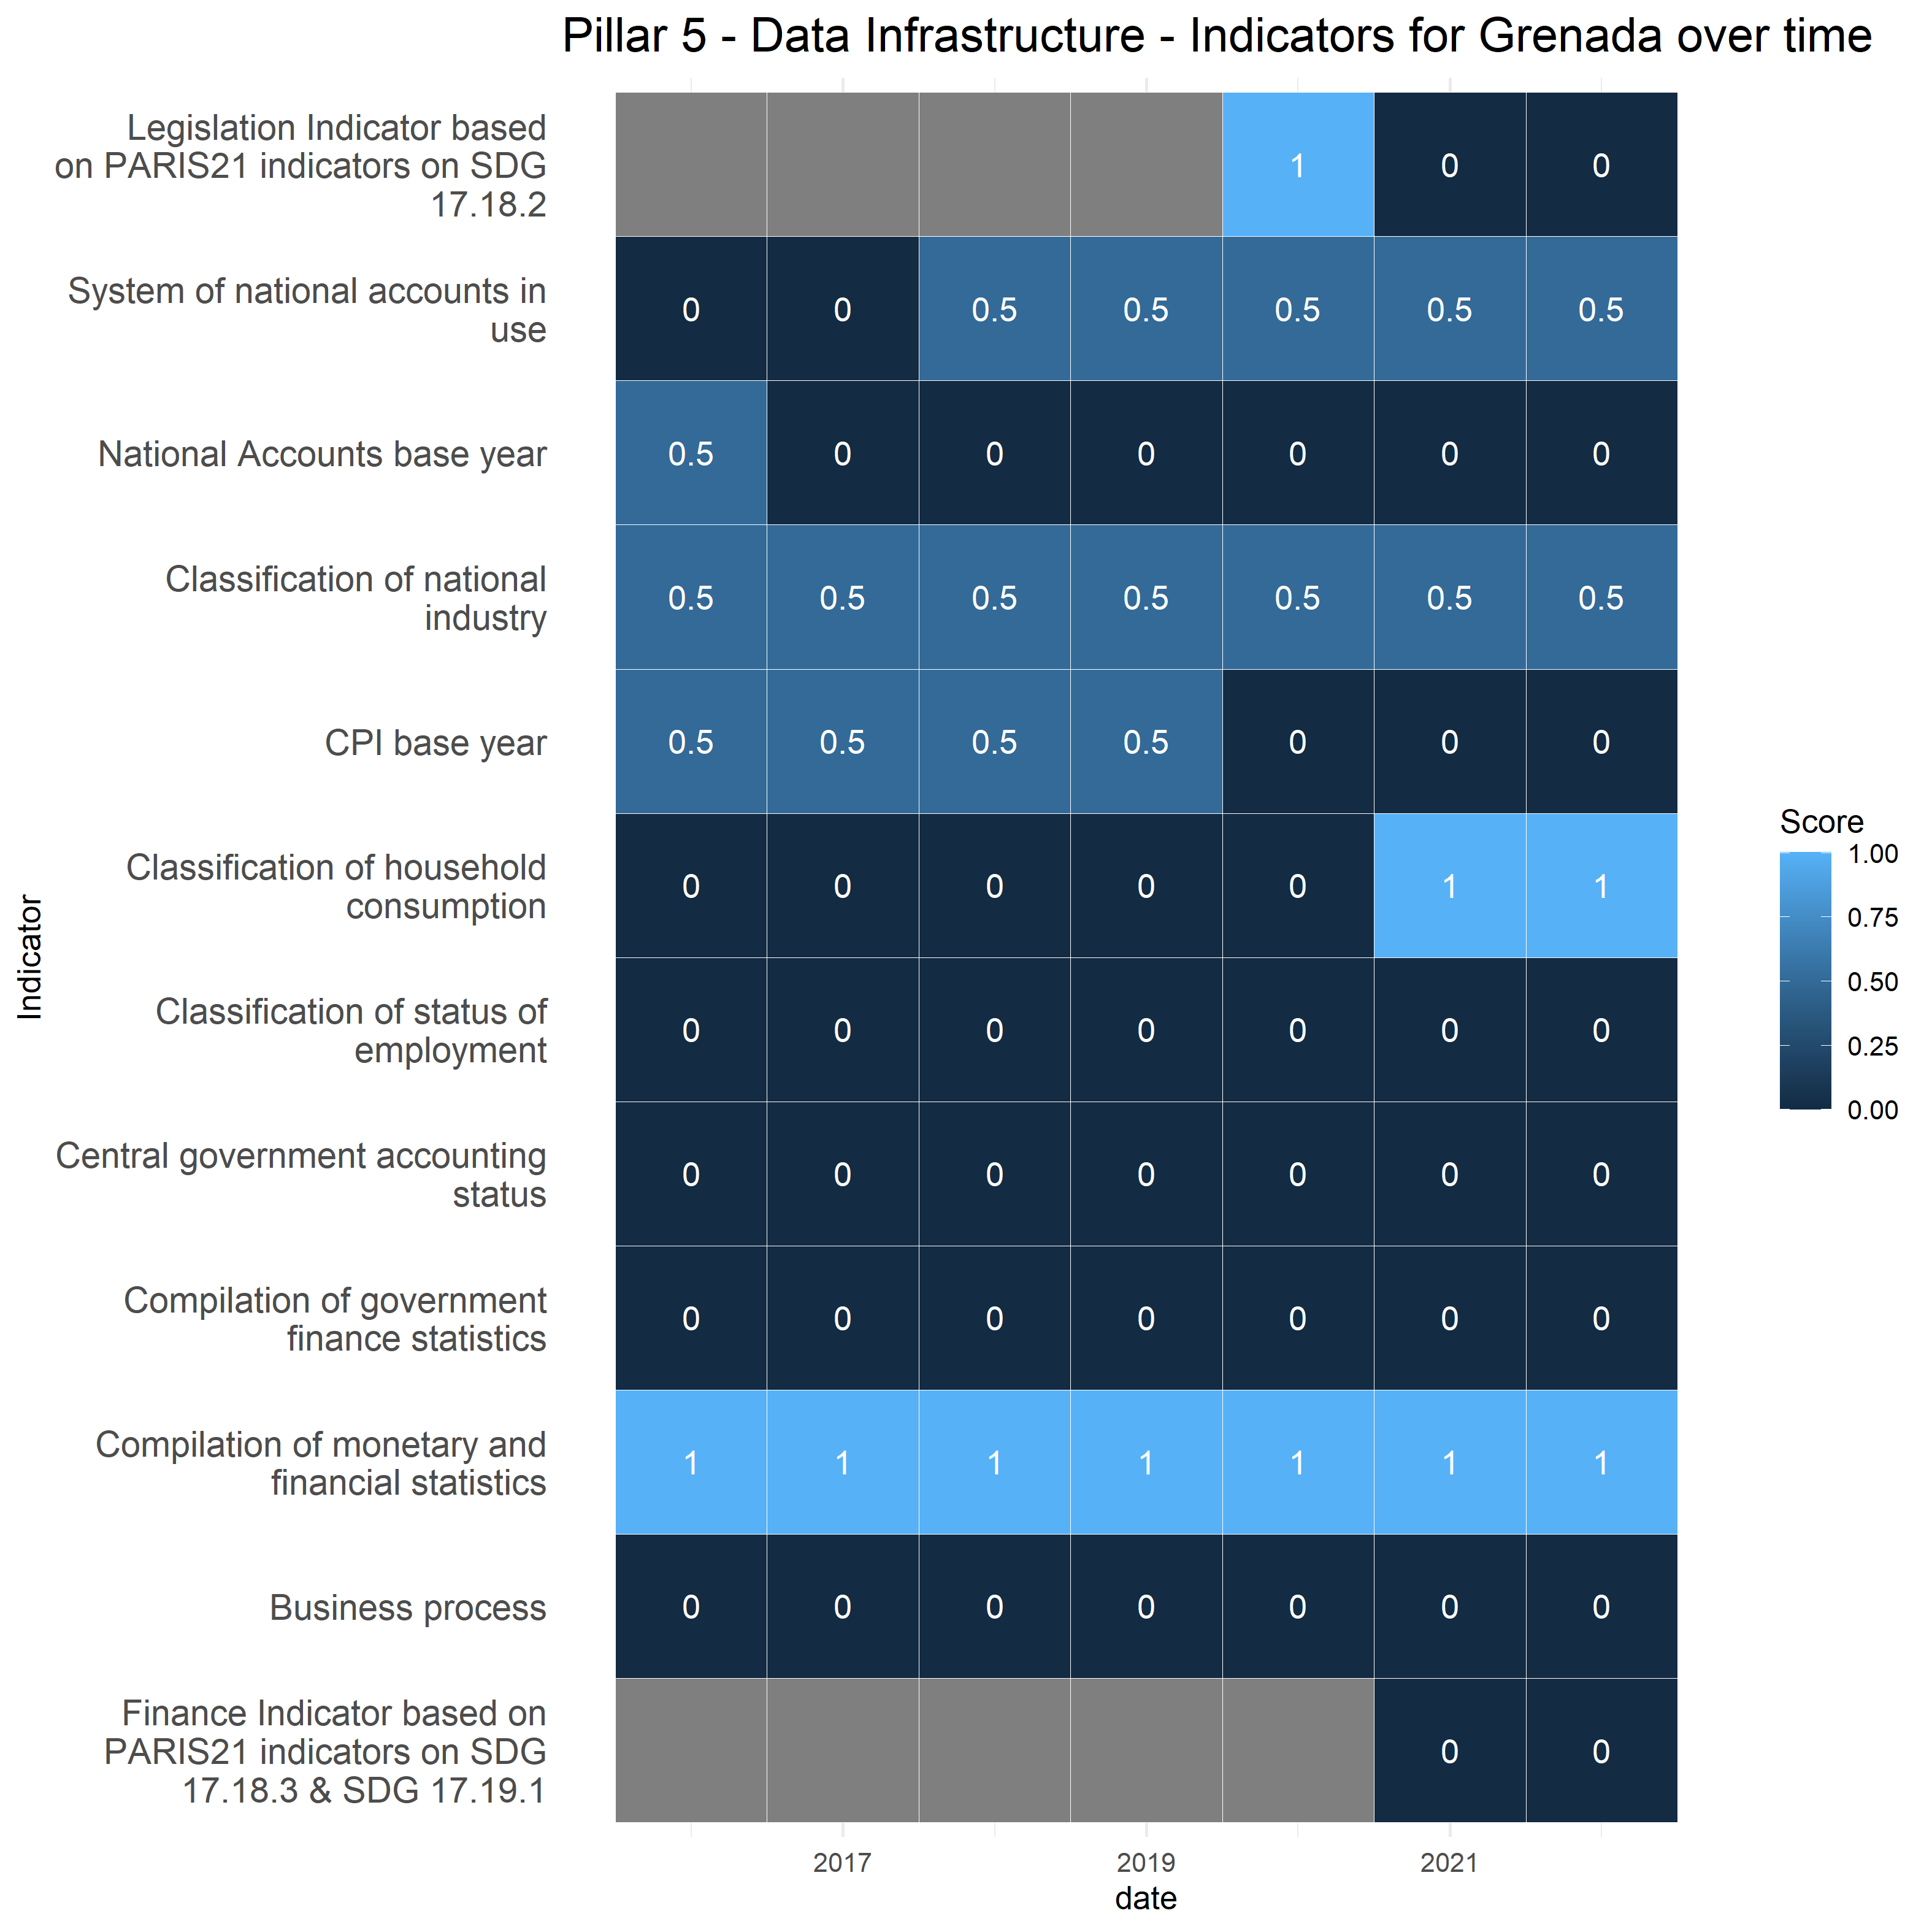 Pillar 5 - Data Infrastructure - Indicators for Grenada over time
Legislation Indicator based
on PARIS21 indicators on SDG
17.18.2
1 0 0
System of national accounts in
use
0 0 0.5 0.5 0.5 0.5 0.5
National Accounts base year
0.5 0 0 0 0 0 0
Classification of national
industry
0.5 0.5 0.5 0.5 0.5 0.5 0.5
CPI base year
0.5 0.5 0.5 0.5 0 0 0
Classification of household
consumption
0 0 0 0 0 1 1
Classification of status of
employment
0 0 0 0 0 0 0
Central government accounting
status
0 0 0 0 0 0 0
Compilation of government
finance statistics
0 0 0 0 0 0 0
Compilation of monetary and
financial statistics
1 1 1 1 1 1 1
Business process
0 0 0 0 0 0 0
Finance Indicator based on
PARIS21 indicators on SDG
17.18.3 & SDG 17.19.1
0 0
2017 2019 2021
date
Indicator
Score
1.00
0.75
0.50
0.25
0.00